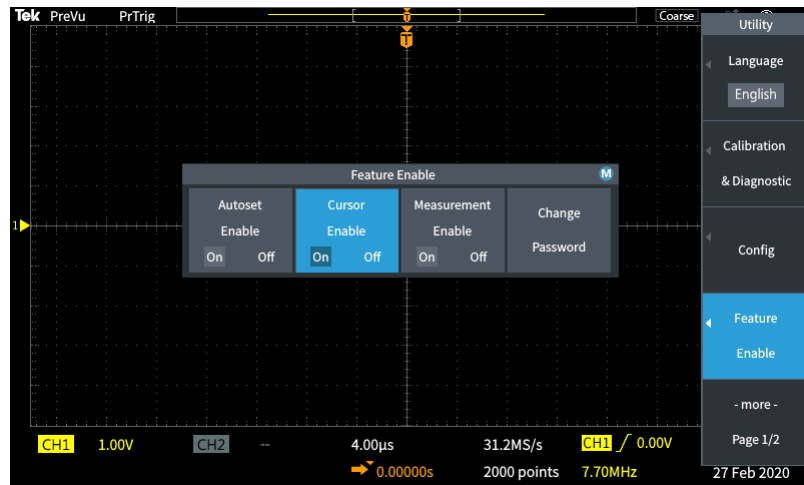 Tek PreVu PrTrig Coarse
T
T
Utility
Language
English
Calibration
& Diagnostic
Config
Feature
Enable
- more -
Page 1/2
Feature Enable M
Autoset
Enable
On Off
Cursor
Enable
On Off
Measurement
Enable
On Off
Change
Password
1
CH1 1.00V CH2 -- 4.00µs 31.2MS/s CH1 0.00V
0.00000s 2000 points 7.70MHz 27 Feb 2020